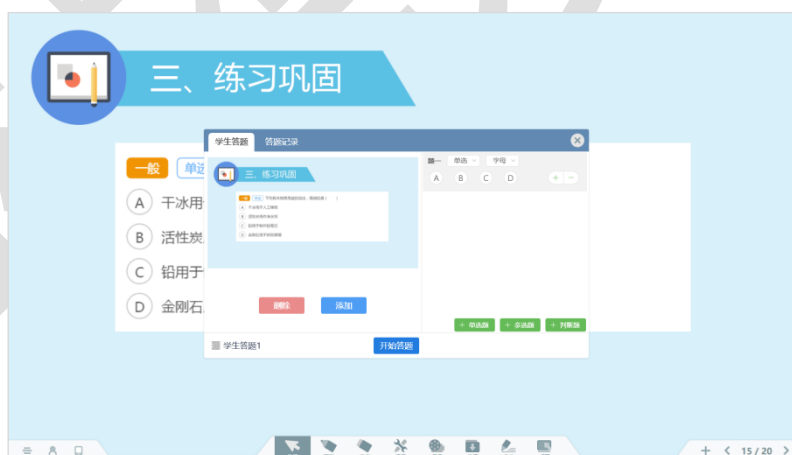 三、练习巩固
一般 单选
A 干冰用
B 活性炭
C 铅用于
D 金刚石
学生答题 答题记录
三、练习巩固
题一 单选 字母
A B C D
删除 添加
+ 单选题 + 多选题 + 判断题
学生答题1
开始答题
15 / 20